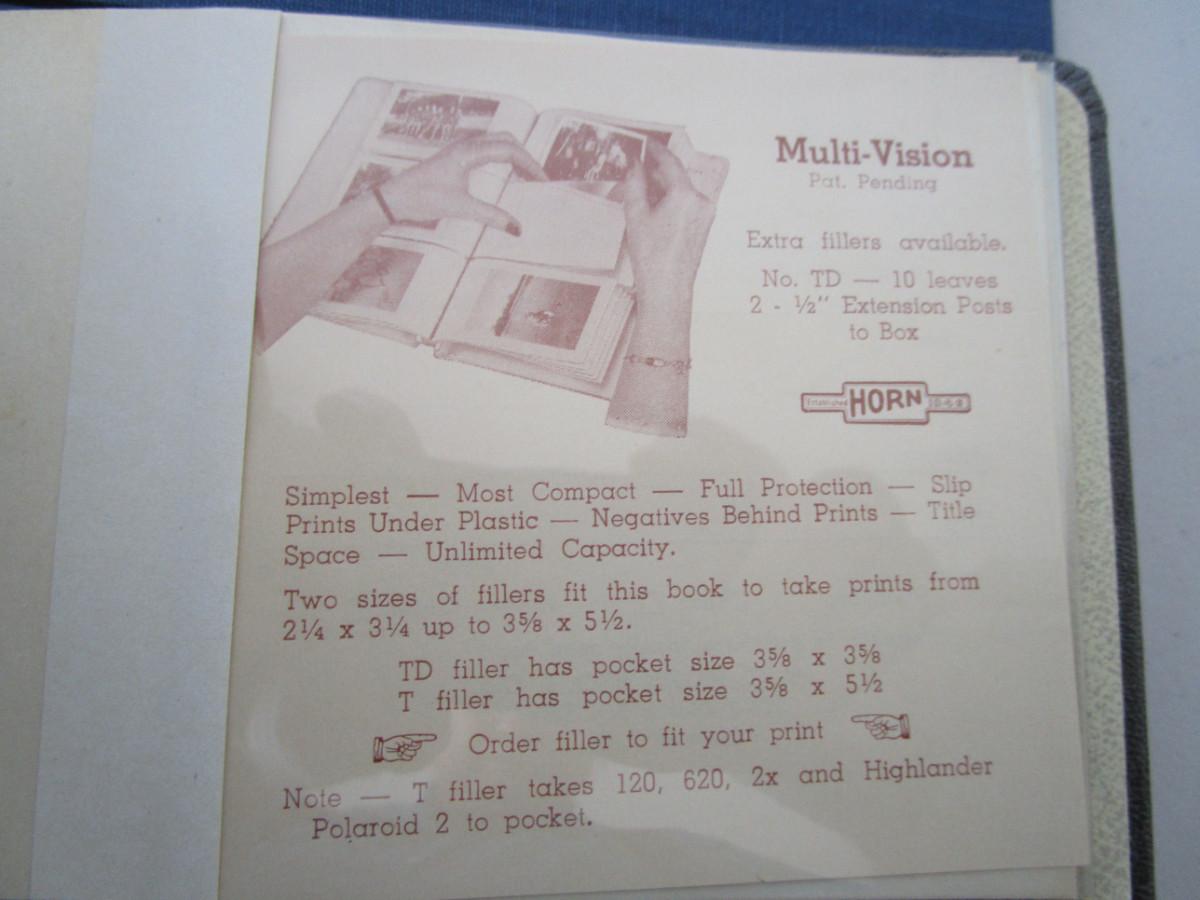 Multi-Vision
Pat. Pending
Extra fillers available.
No. TD — 10 leaves
2 - ½" Extension Posts
to Box
Established HORN
Simplest — Most Compact — Full Protection — Slip
Prints Under Plastic — Negatives Behind Prints — Title
Space — Unlimited Capacity.
Two sizes of fillers fit this book to take prints from
2¼ x 3¼ up to 3⅝ x 5½.
TD filler has pocket size 3⅝ x 3⅝
T filler has pocket size 3⅝ x 5½
Order filler to fit your print
Note — T filler takes 120, 620, 2x and Highlander
Polaroid 2 to pocket.